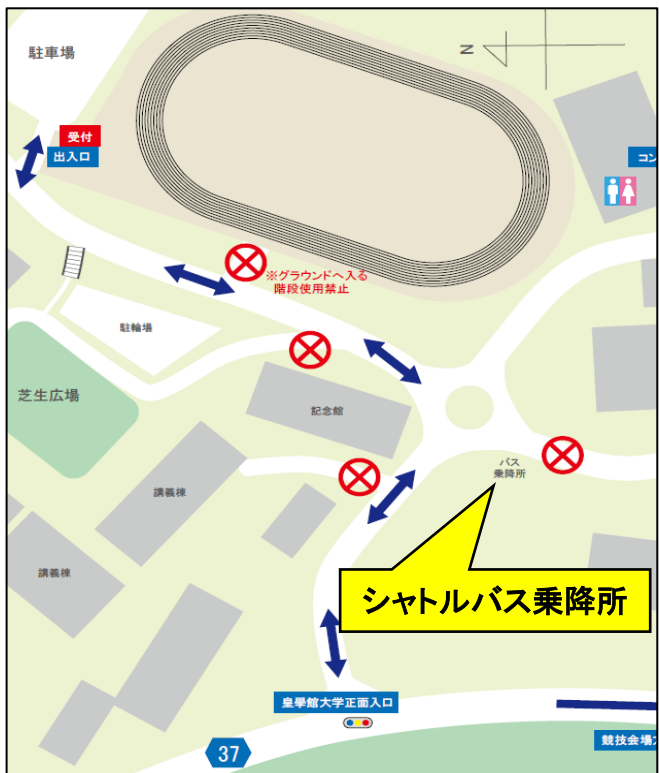 駐車場
N
受付
出入口
コン
※グラウンドへ入る
階段使用禁止
駐輪場
芝生広場
記念館
バス
乗降所
講義棟
シャトルバス乗降所
講義棟
皇學館大学正面入口
37
競技会場